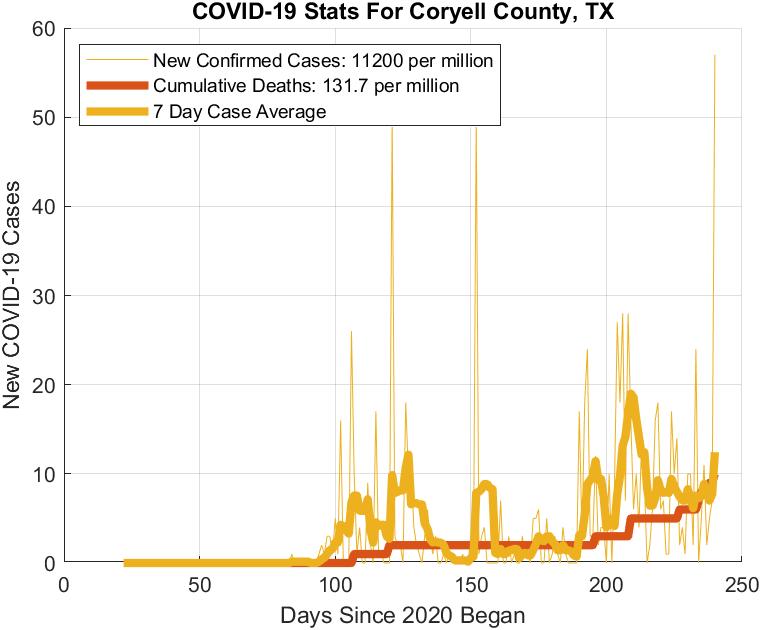 COVID-19 Stats For Coryell County, TX
New Confirmed Cases: 11200 per million
Cumulative Deaths: 131.7 per million
7 Day Case Average
New COVID-19 Cases
60
50
40
30
20
10
0
0 50 100 150 200 250
Days Since 2020 Began